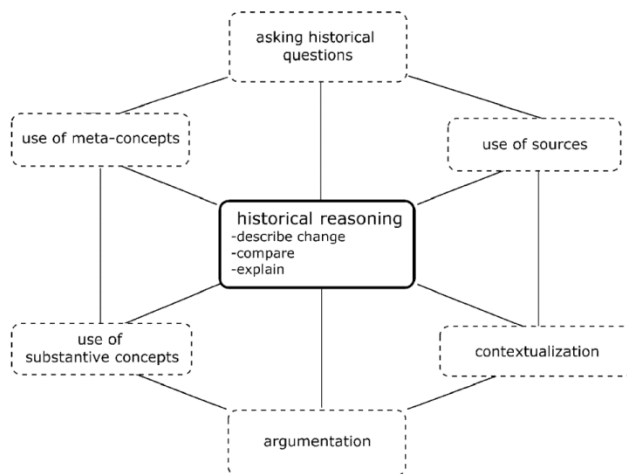 asking historical
questions
use of meta-concepts
use of sources
historical reasoning
-describe change
-compare
-explain
use of
substantive concepts
contextualization
argumentation